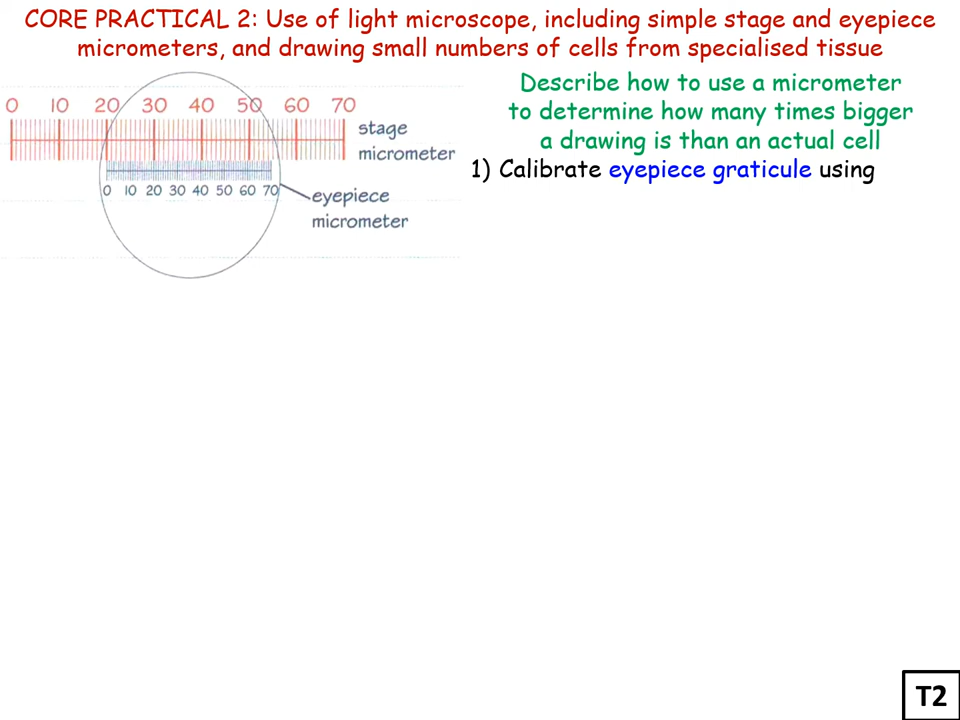 CORE PRACTICAL 2: Use of light microscope, including simple stage and eyepiece
micrometers, and drawing small numbers of cells from specialised tissue
Describe how to use a micrometer
to determine how many times bigger
a drawing is than an actual cell
1) Calibrate eyepiece graticule using
0 10 20 30 40 50 60 70
stage
micrometer
0 10 20 30 40 50 60 70
eyepiece
micrometer
T2